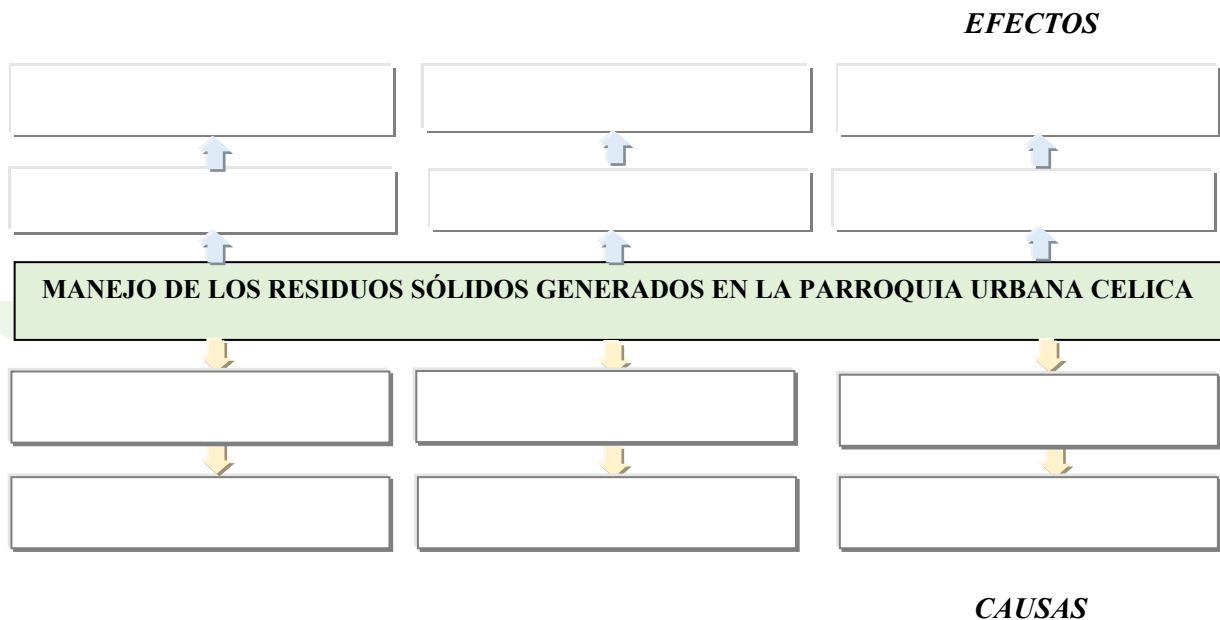 EFECTOS
MANEJO DE LOS RESIDUOS SÓLIDOS GENERADOS EN LA PARROQUIA URBANA CELICA
CAUSAS